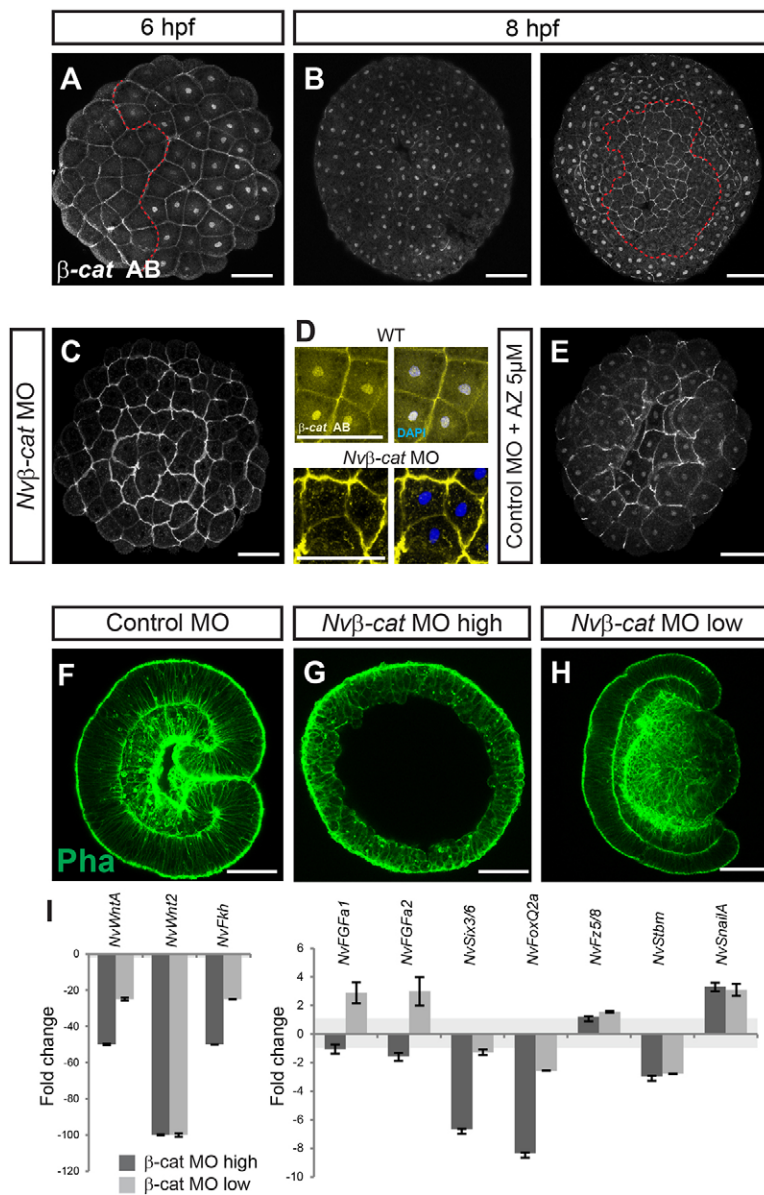 6 hpf
8 hpf
A
B
β-cat AB
Nvβ-cat MO
C
D
WT
β-cat AB
DAPI
Nvβ-cat MO
Control MO + AZ 5μM
E
Control MO
Nvβ-cat MO high
Nvβ-cat MO low
F
Pha
G
H
I
NvWntA
NvWnt2
NvFkh
Fold change
0
-20
-40
-60
-80
-100
-120
β-cat MO high
β-cat MO low
NvFGFa1
NvFGFa2
NvSix3/6
NvFoxQ2a
NvFz5/8
NvStbm
NvSnailA
Fold change
6
4
2
0
-2
-4
-6
-8
-10